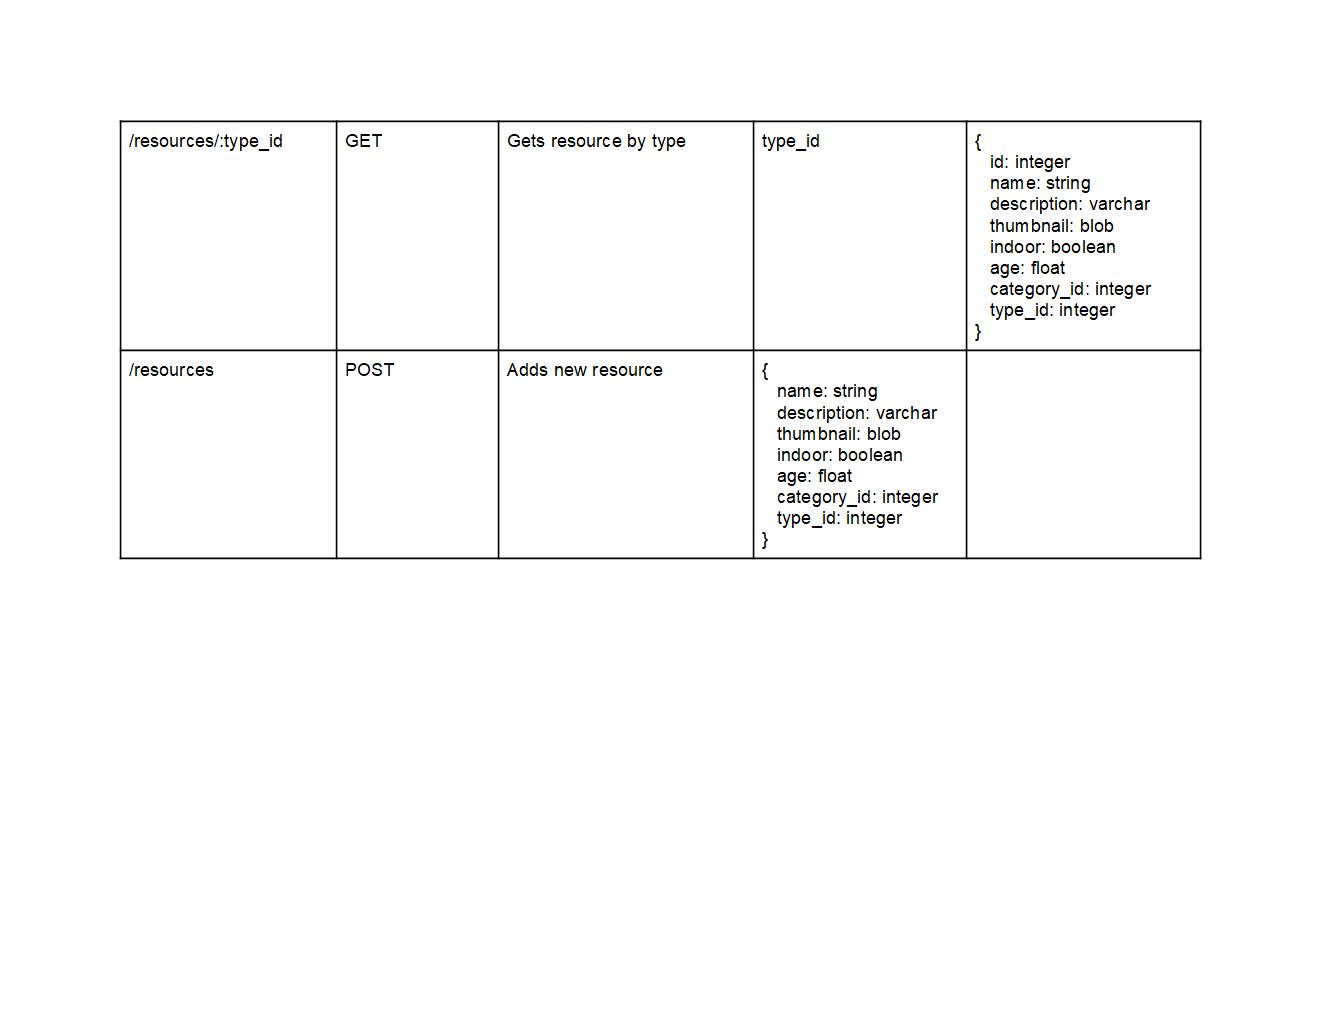 /resources/:type_id
GET
Gets resource by type
type_id
{
id: integer
name: string
description: varchar
thumbnail: blob
indoor: boolean
age: float
category_id: integer
type_id: integer
}
/resources
POST
Adds new resource
{
name: string
description: varchar
thumbnail: blob
indoor: boolean
age: float
category_id: integer
type_id: integer
}